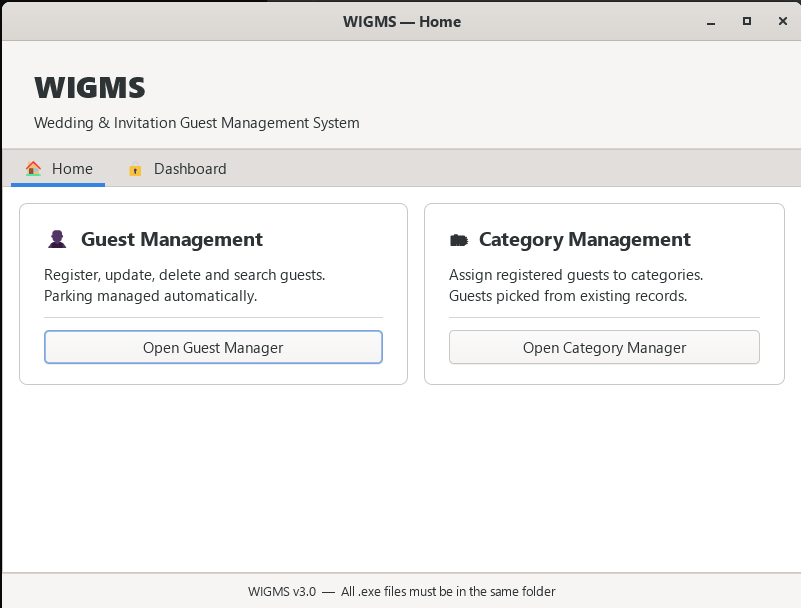 WIGMS — Home
WIGMS
Wedding & Invitation Guest Management System
Home
Dashboard
Guest Management
Register, update, delete and search guests.
Parking managed automatically.
Open Guest Manager
Category Management
Assign registered guests to categories.
Guests picked from existing records.
Open Category Manager
WIGMS v3.0 — All .exe files must be in the same folder